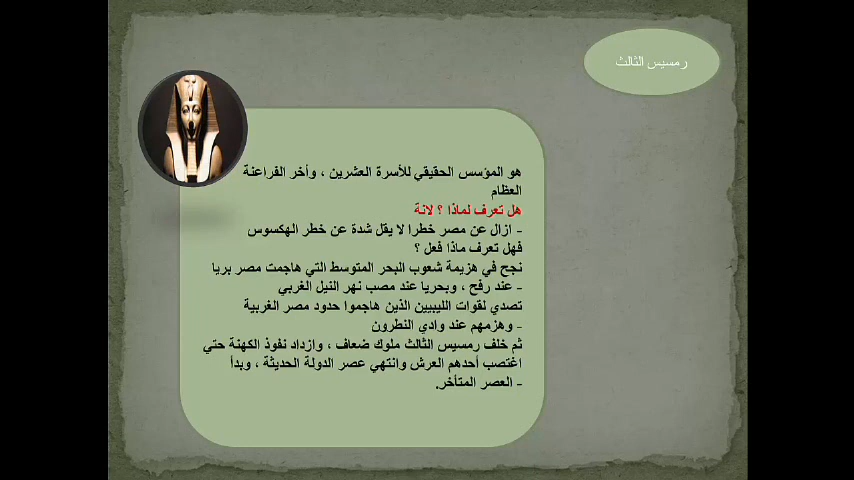 رمسيس الثالث
هو المؤسس الحقيقي للأسرة العشرين ، وأخر الفراعنة
العظام
هل تعرف لماذا ؟ لانة
- ازال عن مصر خطرا لا يقل شدة عن خطر الهكسوس
فهل تعرف ماذا فعل ؟
نجح في هزيمة شعوب البحر المتوسط التي هاجمت مصر بريا
- عند رفح ، وبحريا عند مصب نهر النيل الغربي
تصدي لقوات الليبيين الذين هاجموا حدود مصر الغربية
- وهزمهم عند وادي النطرون
ثم خلف رمسيس الثالث ملوك ضعاف ، وازداد نفوذ الكهنة حتي
اغتصب أحدهم العرش وانتهي عصر الدولة الحديثة ، وبدأ
- العصر المتأخر.